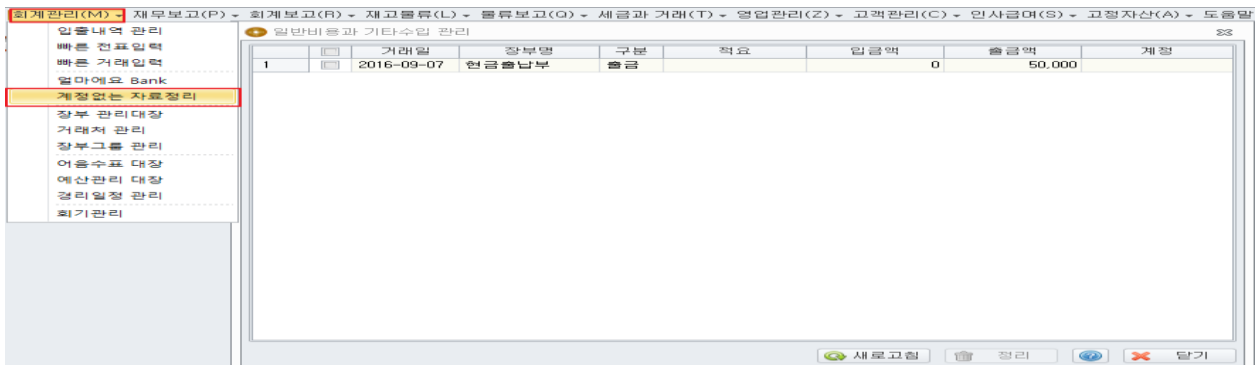 회계관리(M) 재무보고(P) 회계보고(R) 재고물류(L) 물류보고(O) 세금과 거래(T) 영업관리(Z) 고객관리(C) 인사급여(S) 고정자산(A) 도움말
입출내역 관리
빠른 전표입력
빠른 거래입력
얼마에요 Bank
계정없는 자료정리
장부 관리대장
거래처 관리
장부그룹 관리
어음수표 대장
예산관리 대장
경리일정 관리
회기관리
일반비용과 기타수입 관리
거래일 장부명 구분 적요 입금액 출금액 계정
1 2016-09-07 현금출납부 출금 0 50,000
새로고침 정리 닫기